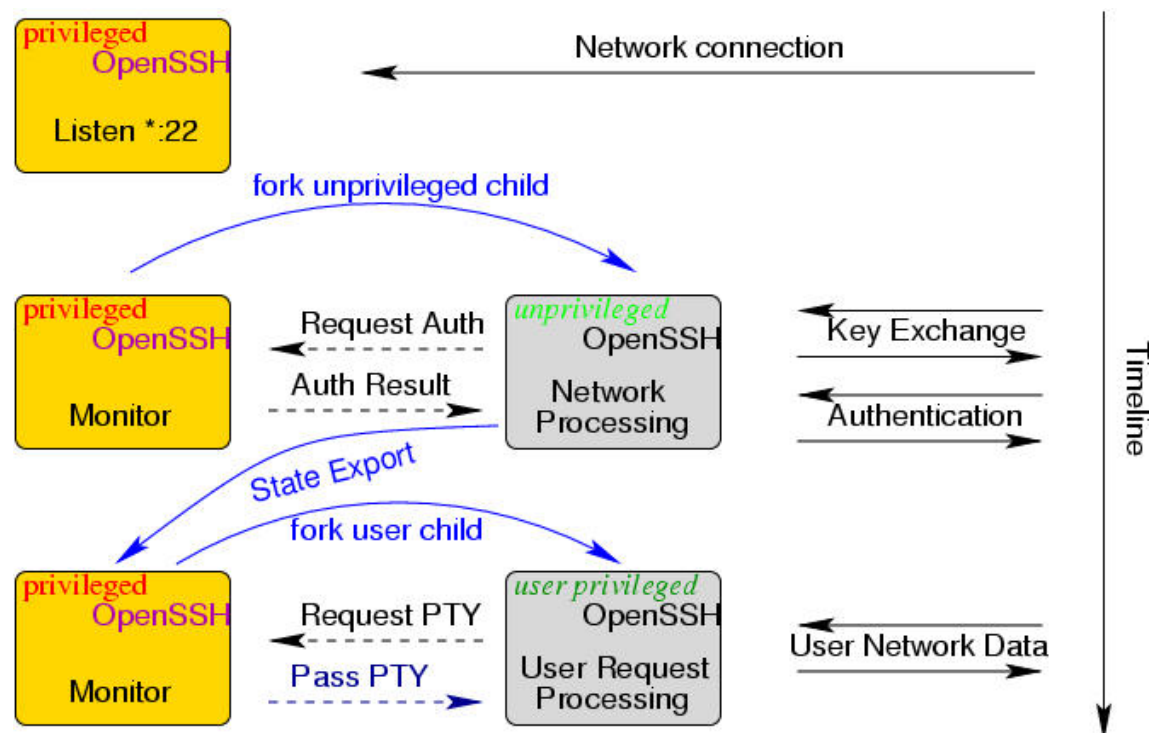 privileged
OpenSSH
Listen *:22
Network connection
fork unprivileged child
privileged
OpenSSH
Monitor
Request Auth
Auth Result
unprivileged
OpenSSH
Network
Processing
Key Exchange
Authentication
Timeline
State Export
fork user child
privileged
OpenSSH
Monitor
Request PTY
Pass PTY
user privileged
OpenSSH
User Request
Processing
User Network Data